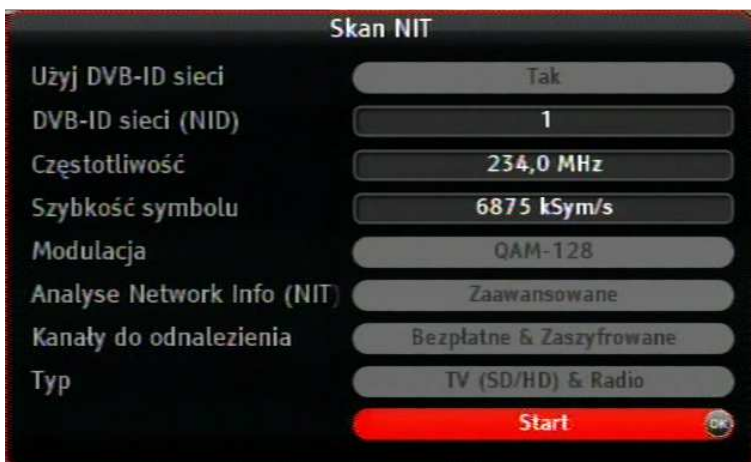 Skan NIT
Użyj DVB-ID sieci Tak
DVB-ID sieci (NID) 1
Częstotliwość 234,0 MHz
Szybkość symbolu 6875 kSym/s
Modulacja QAM-128
Analyse Network Info (NIT) Zaawansowane
Kanały do odnalezienia Bezpłatne & Zaszyfrowane
Typ TV (SD/HD) & Radio
Start OK